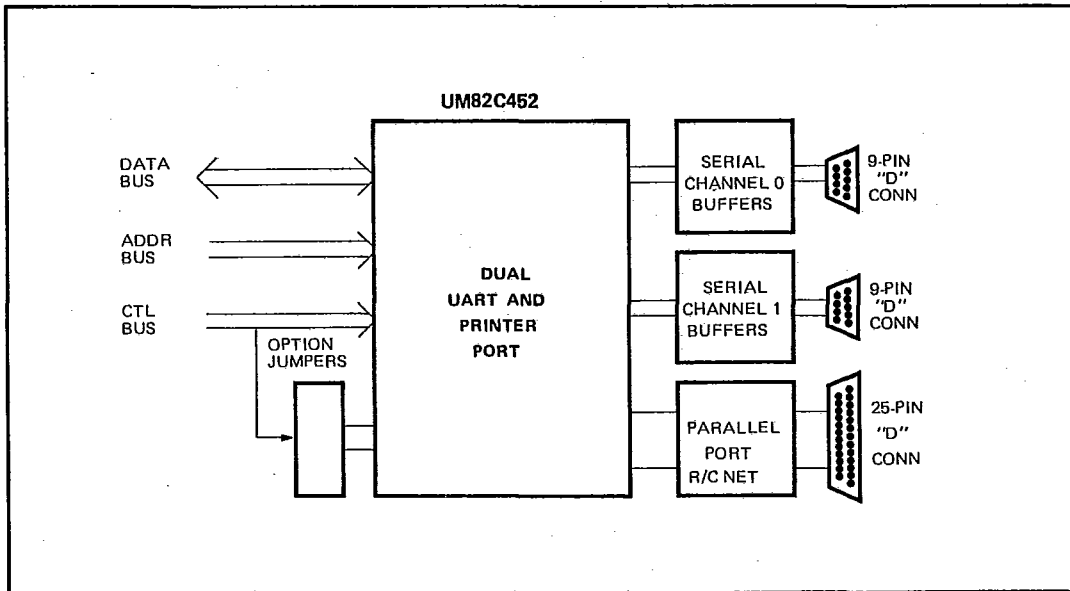 UM82C452
DATA
BUS
ADDR
BUS
CTL
BUS
OPTION
JUMPERS
DUAL
UART AND
PRINTER
PORT
SERIAL
CHANNEL 0
BUFFERS
9-PIN
"D"
CONN
SERIAL
CHANNEL 1
BUFFERS
9-PIN
"D"
CONN
PARALLEL
PORT
R/C NET
25-PIN
"D"
CONN